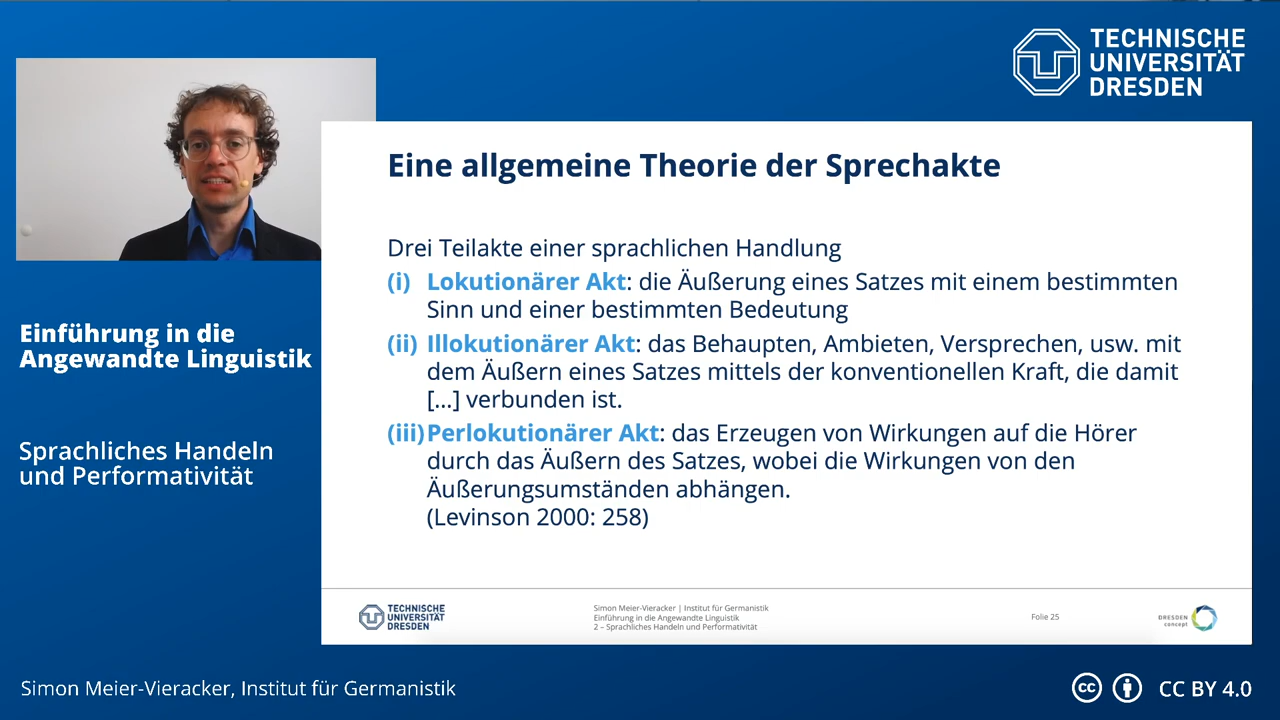 TECHNISCHE
UNIVERSITÄT
DRESDEN
Eine allgemeine Theorie der Sprechakte
Drei Teilakte einer sprachlichen Handlung
(i) Lokutionärer Akt: die Äußerung eines Satzes mit einem bestimmten
Sinn und einer bestimmten Bedeutung
(ii) Illokutionärer Akt: das Behaupten, Ambieten, Versprechen, usw. mit
dem Äußern eines Satzes mittels der konventionellen Kraft, die damit
[...] verbunden ist.
(iii) Perlokutionärer Akt: das Erzeugen von Wirkungen auf die Hörer
durch das Äußern des Satzes, wobei die Wirkungen von den
Äußerungsumständen abhängen.
(Levinson 2000: 258)
Einführung in die
Angewandte Linguistik
Sprachliches Handeln
und Performativität
TECHNISCHE
UNIVERSITÄT
DRESDEN
Simon Meier-Vieracker | Institut für Germanistik
Einführung in die Angewandte Linguistik
2 – Sprachliches Handeln und Performativität
Folie 25
DRESDEN
concept
Simon Meier-Vieracker, Institut für Germanistik
cc CC BY 4.0